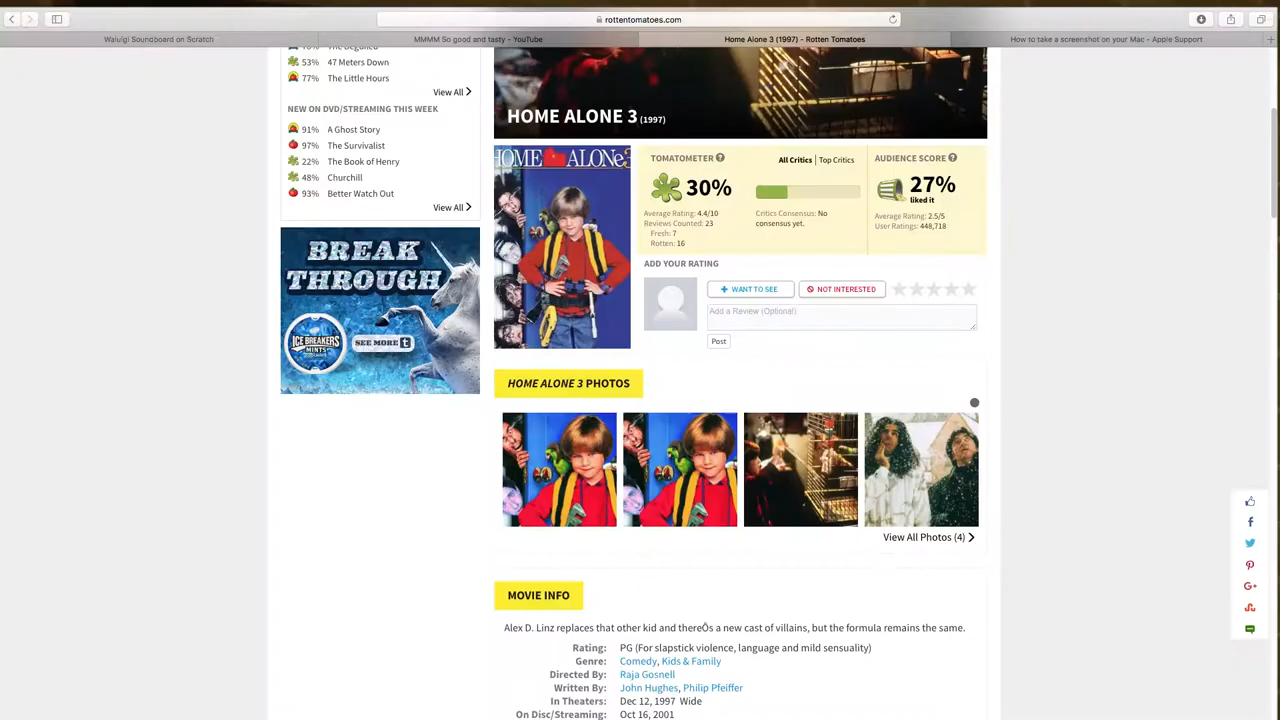 rottentomatoes.com
Waluigi Soundboard on Scratch
MMMM So good and tasty - YouTube
Home Alone 3 (1997) - Rotten Tomatoes
How to take a screenshot on your Mac - Apple Support
The Beguiled
53% 47 Meters Down
77% The Little Hours
View All
NEW ON DVD/STREAMING THIS WEEK
91% A Ghost Story
97% The Survivalist
22% The Book of Henry
48% Churchill
93% Better Watch Out
View All
BREAK
THROUGH
ICE BREAKERS
MINTS
SEE MORE t
HOME ALONE 3 (1997)
HOME ALONe3
TOMATOMETER ?
All Critics | Top Critics
30%
Average Rating: 4.4/10
Reviews Counted: 23
Fresh: 7
Rotten: 16
Critics Consensus: No
consensus yet.
AUDIENCE SCORE ?
27%
liked it
Average Rating: 2.5/5
User Ratings: 448,718
ADD YOUR RATING
+ WANT TO SEE
NOT INTERESTED
Add a Review (Optional)
Post
HOME ALONE 3 PHOTOS
View All Photos (4)
MOVIE INFO
Alex D. Linz replaces that other kid and thereÕs a new cast of villains, but the formula remains the same.
Rating: PG (For slapstick violence, language and mild sensuality)
Genre: Comedy, Kids & Family
Directed By: Raja Gosnell
Written By: John Hughes, Philip Pfeiffer
In Theaters: Dec 12, 1997 Wide
On Disc/Streaming: Oct 16, 2001